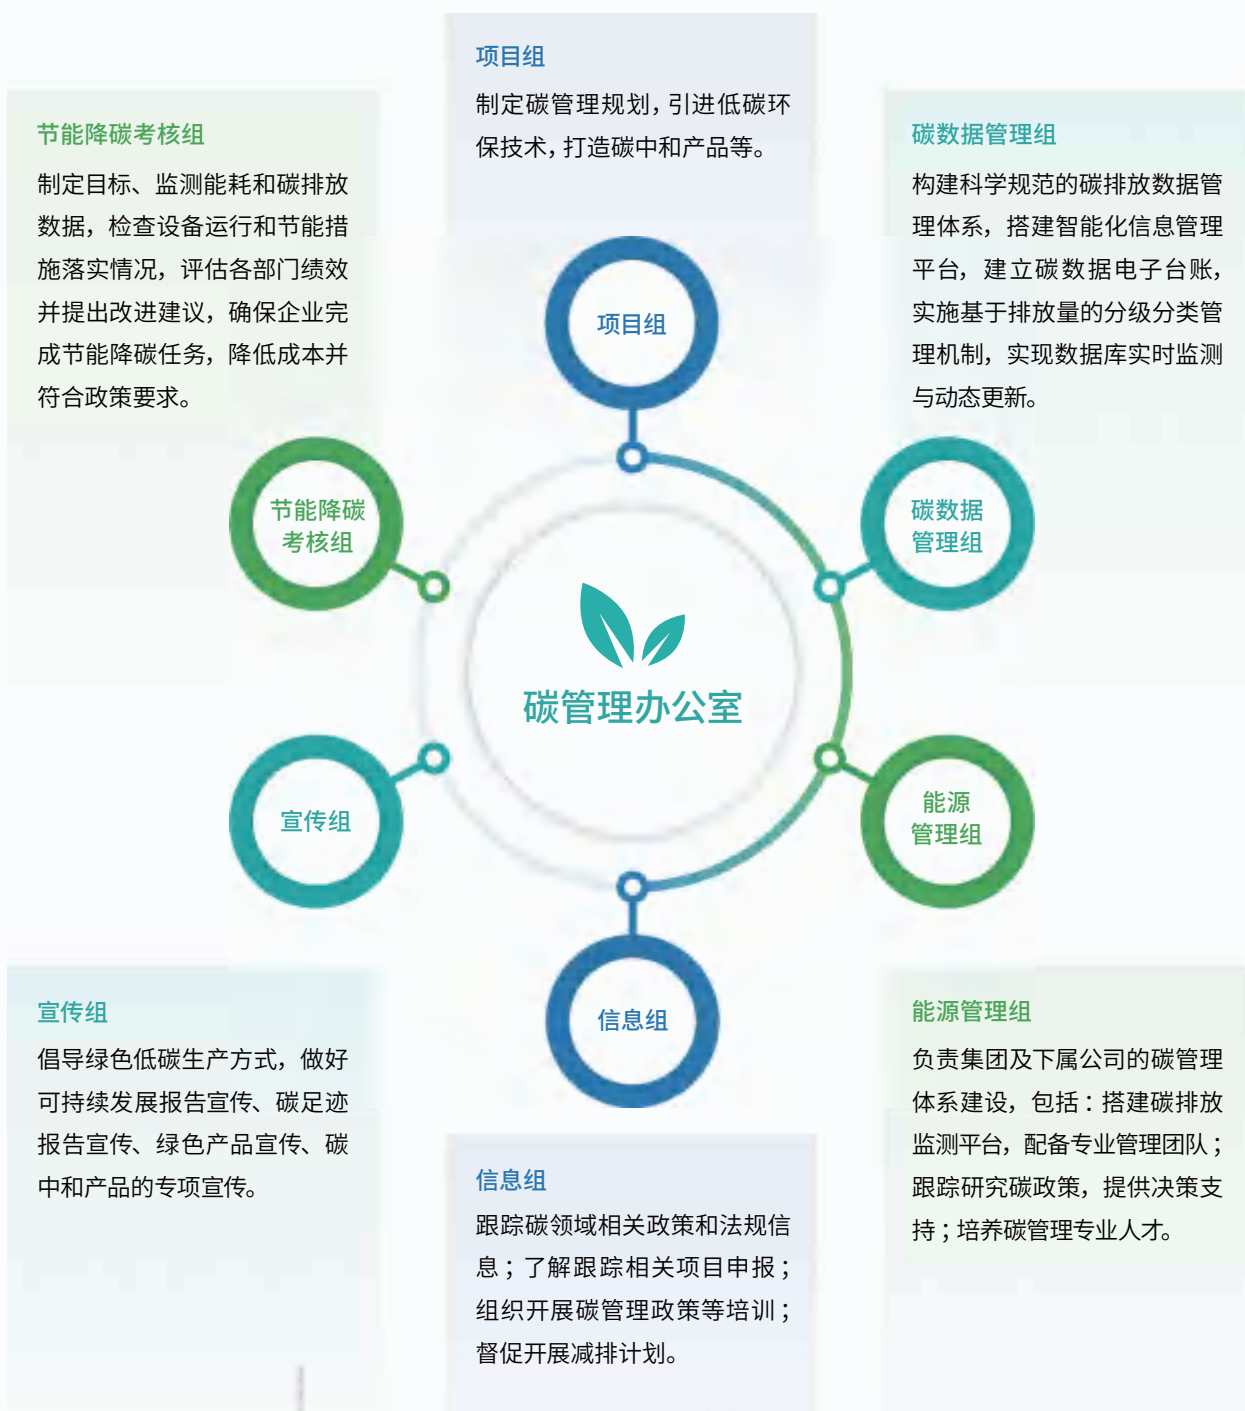 项目组
制定碳管理规划，引进低碳环
保技术，打造碳中和产品等。
节能降碳考核组
制定目标、监测能耗和碳排放
数据，检查设备运行和节能措
施落实情况，评估各部门绩效
并提出改进建议，确保企业完
成节能降碳任务，降低成本并
符合政策要求。
碳数据管理组
构建科学规范的碳排放数据管
理体系，搭建智能化信息管理
平台，建立碳数据电子台账，
实施基于排放量的分级分类管
理机制，实现数据库实时监测
与动态更新。
项目组
节能降碳
考核组
碳数据
管理组
碳管理办公室
宣传组
能源
管理组
信息组
宣传组
倡导绿色低碳生产方式，做好
可持续发展报告宣传、碳足迹
报告宣传、绿色产品宣传、碳
中和产品的专项宣传。
信息组
跟踪碳领域相关政策和法规信
息；了解跟踪相关项目申报；
组织开展碳管理政策等培训；
督促开展减排计划。
能源管理组
负责集团及下属公司的碳管理
体系建设，包括：搭建碳排放
监测平台，配备专业管理团队；
跟踪研究碳政策，提供决策支
持；培养碳管理专业人才。